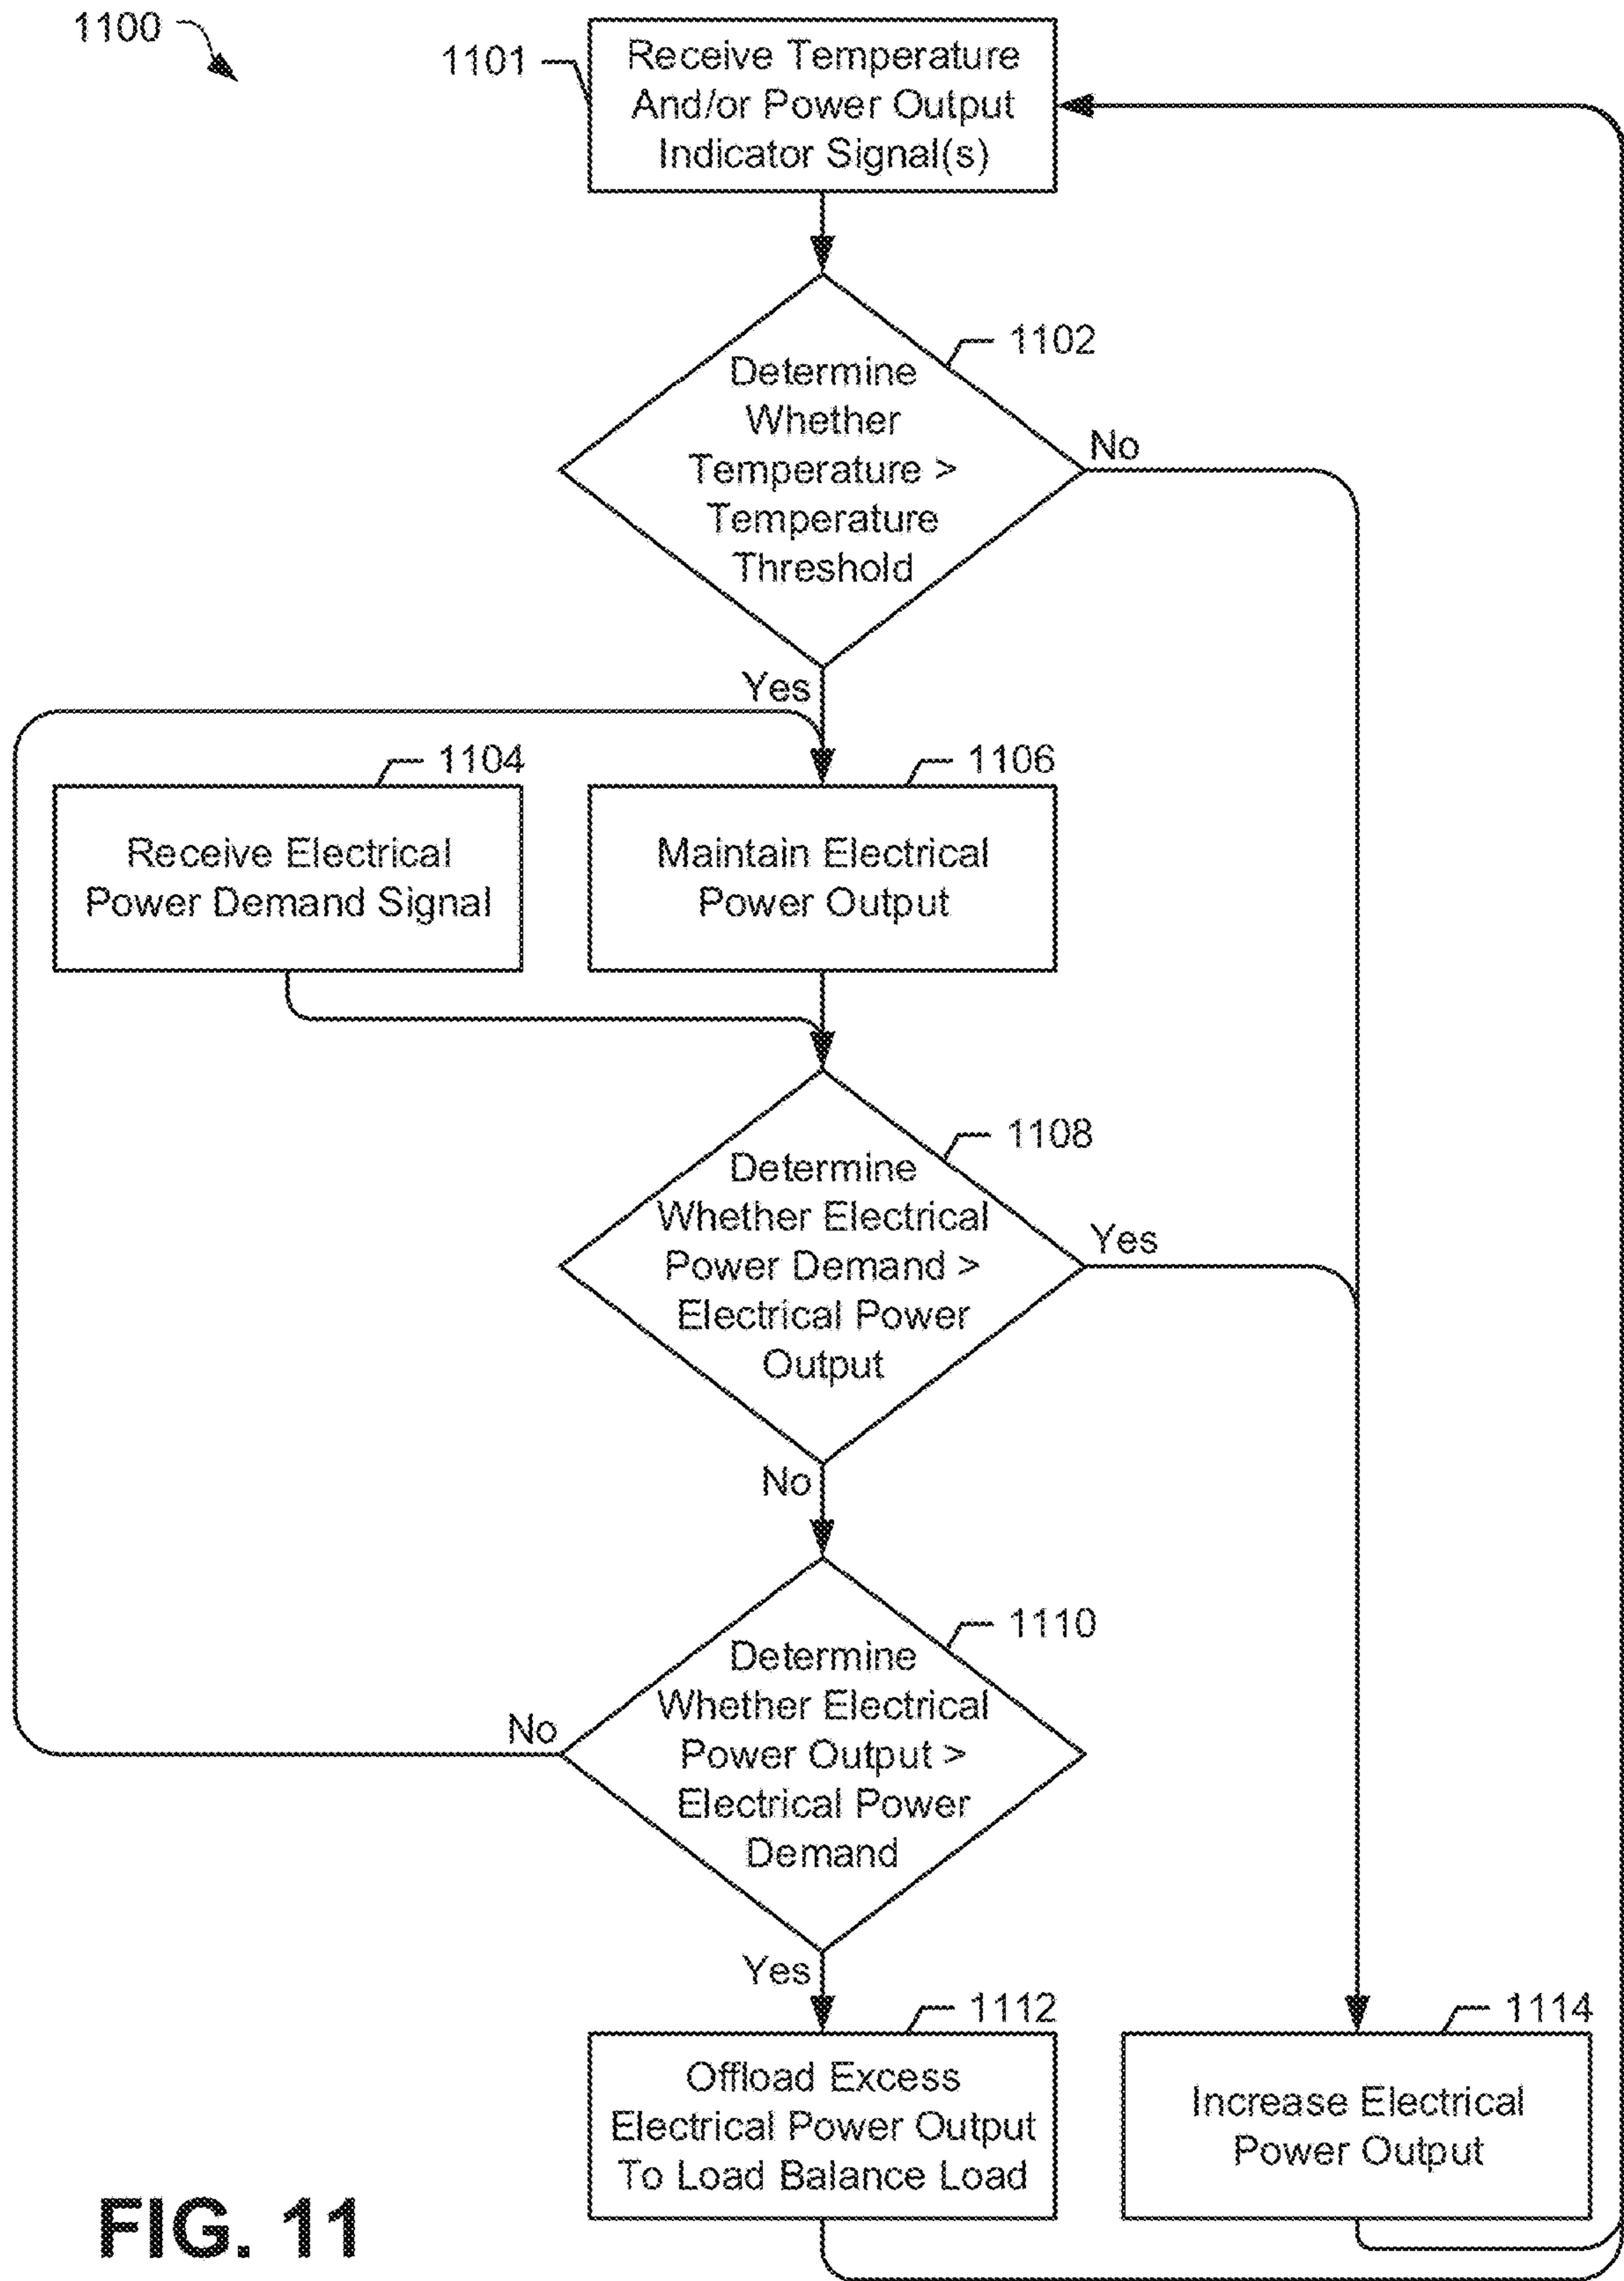 1100
1101
Receive Temperature
And/or Power Output
Indicator Signal(s)
1102
Determine
Whether
Temperature >
Temperature
Threshold
No
Yes
1104
1106
Receive Electrical
Power Demand Signal
Maintain Electrical
Power Output
1108
Determine
Whether Electrical
Power Demand >
Electrical Power
Output
Yes
No
1110
Determine
Whether Electrical
Power Output >
Electrical Power
Demand
No
Yes
1112
1114
Offload Excess
Electrical Power Output
To Load Balance Load
Increase Electrical
Power Output
FIG. 11